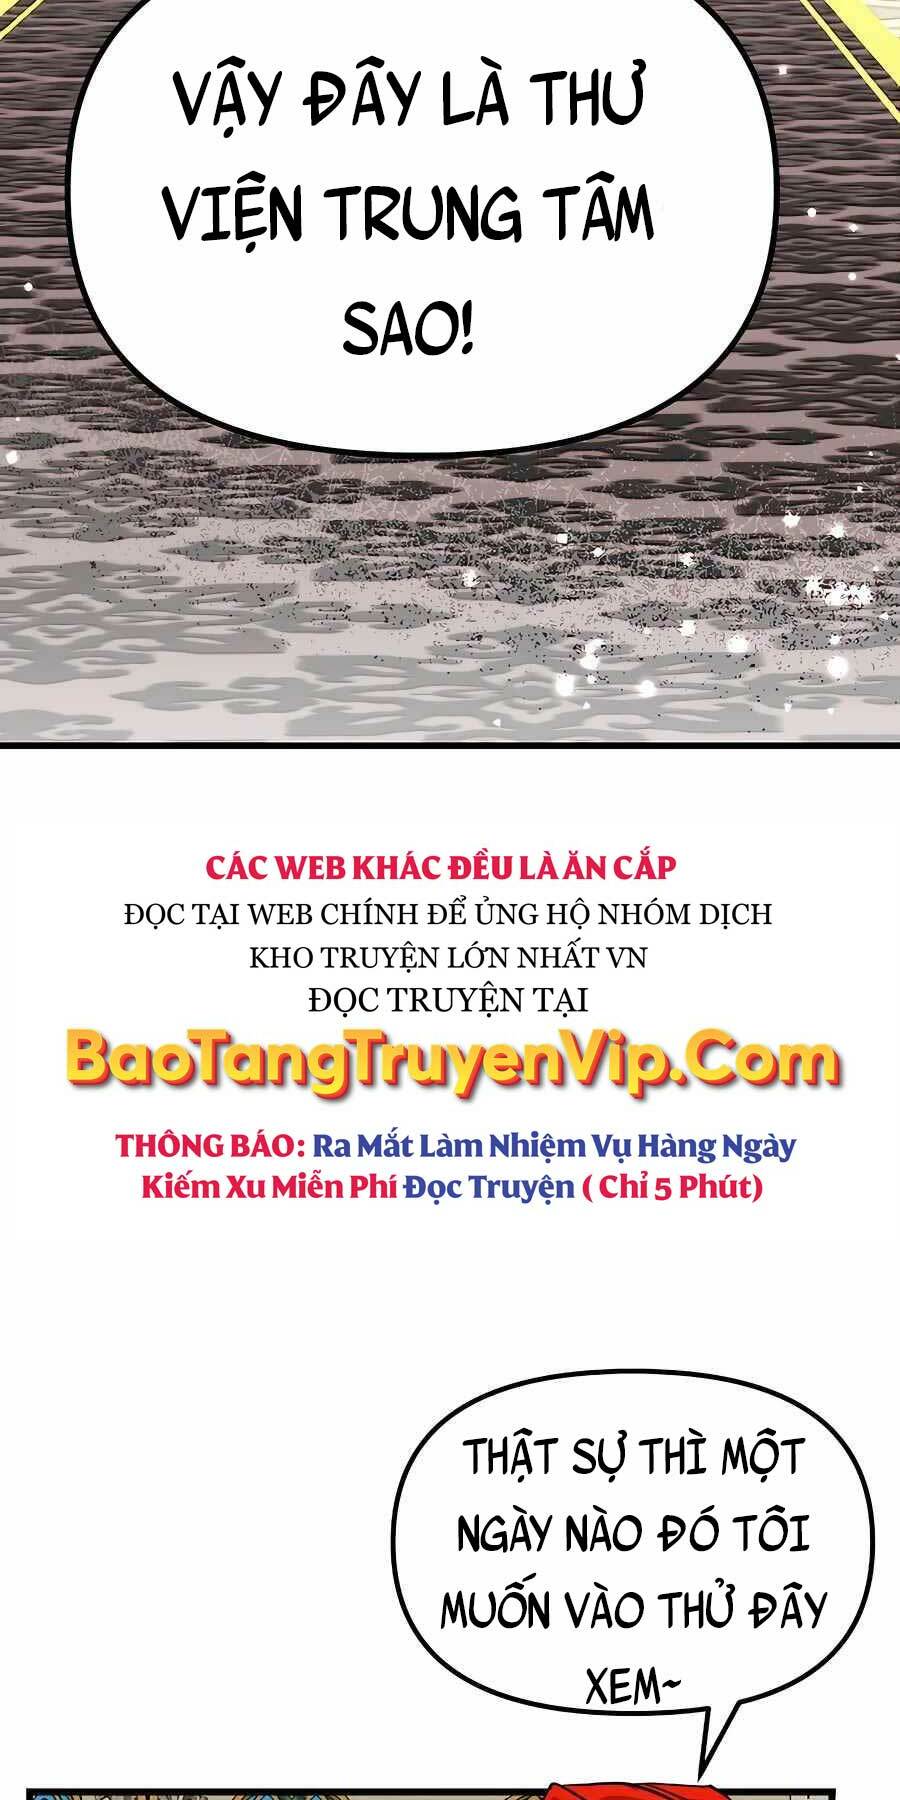 VẬY ĐÂY LÀ THƯ
VIỆN TRUNG TÂM
SAO!
CÁC WEB KHÁC ĐỀU LÀ ĂN CẮP
ĐỌC TẠI WEB CHÍNH ĐỂ ỦNG HỘ NHÓM DỊCH
KHO TRUYỆN LỚN NHẤT VN
ĐỌC TRUYỆN TẠI
BaoTangTruyenVip.Com
THÔNG BÁO: Ra Mắt Làm Nhiệm Vụ Hàng Ngày
Kiếm Xu Miễn Phí Đọc Truyện ( Chỉ 5 Phút)
THẬT SỰ THÌ MỘT
NGÀY NÀO ĐÓ TÔI
MUỐN VÀO THỬ ĐÂY
XEM~